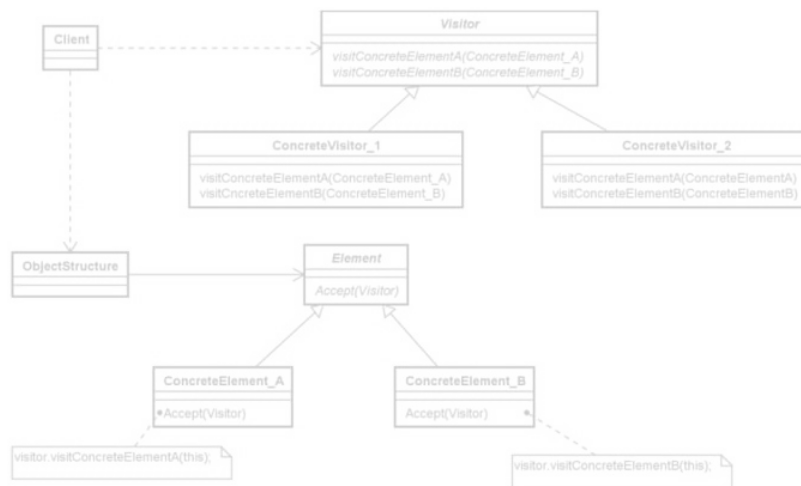 Visitor
Client
visitConcreteElementA(ConcreteElement_A)
visitConcreteElementB(ConcreteElement_B)
ConcreteVisitor_1
ConcreteVisitor_2
visitConcreteElementA(ConcreteElement_A)
visitCncreteElementB(ConcreteElement_B)
visitConcreteElementA(ConcreteElementA)
visitConcreteElementB(ConcreteElementB)
ObjectStructure
Element
Accept(Visitor)
ConcreteElement_A
ConcreteElement_B
Accept(Visitor)
Accept(Visitor)
visitor.visitConcreteElementA(this);
visitor.visitConcreteElementB(this);